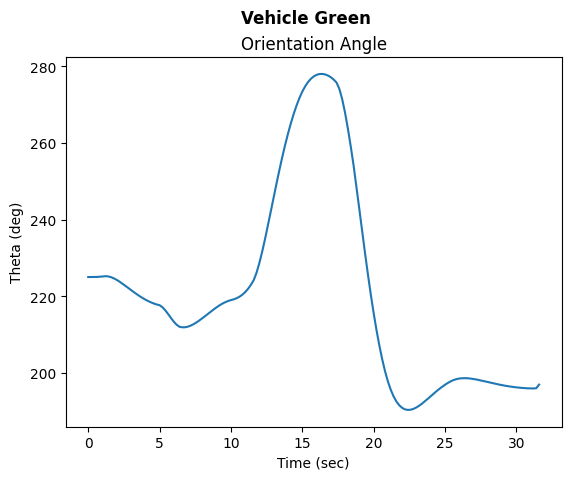 Vehicle Green
Orientation Angle
280
260
240
220
200
Theta (deg)
0 5 10 15 20 25 30
Time (sec)